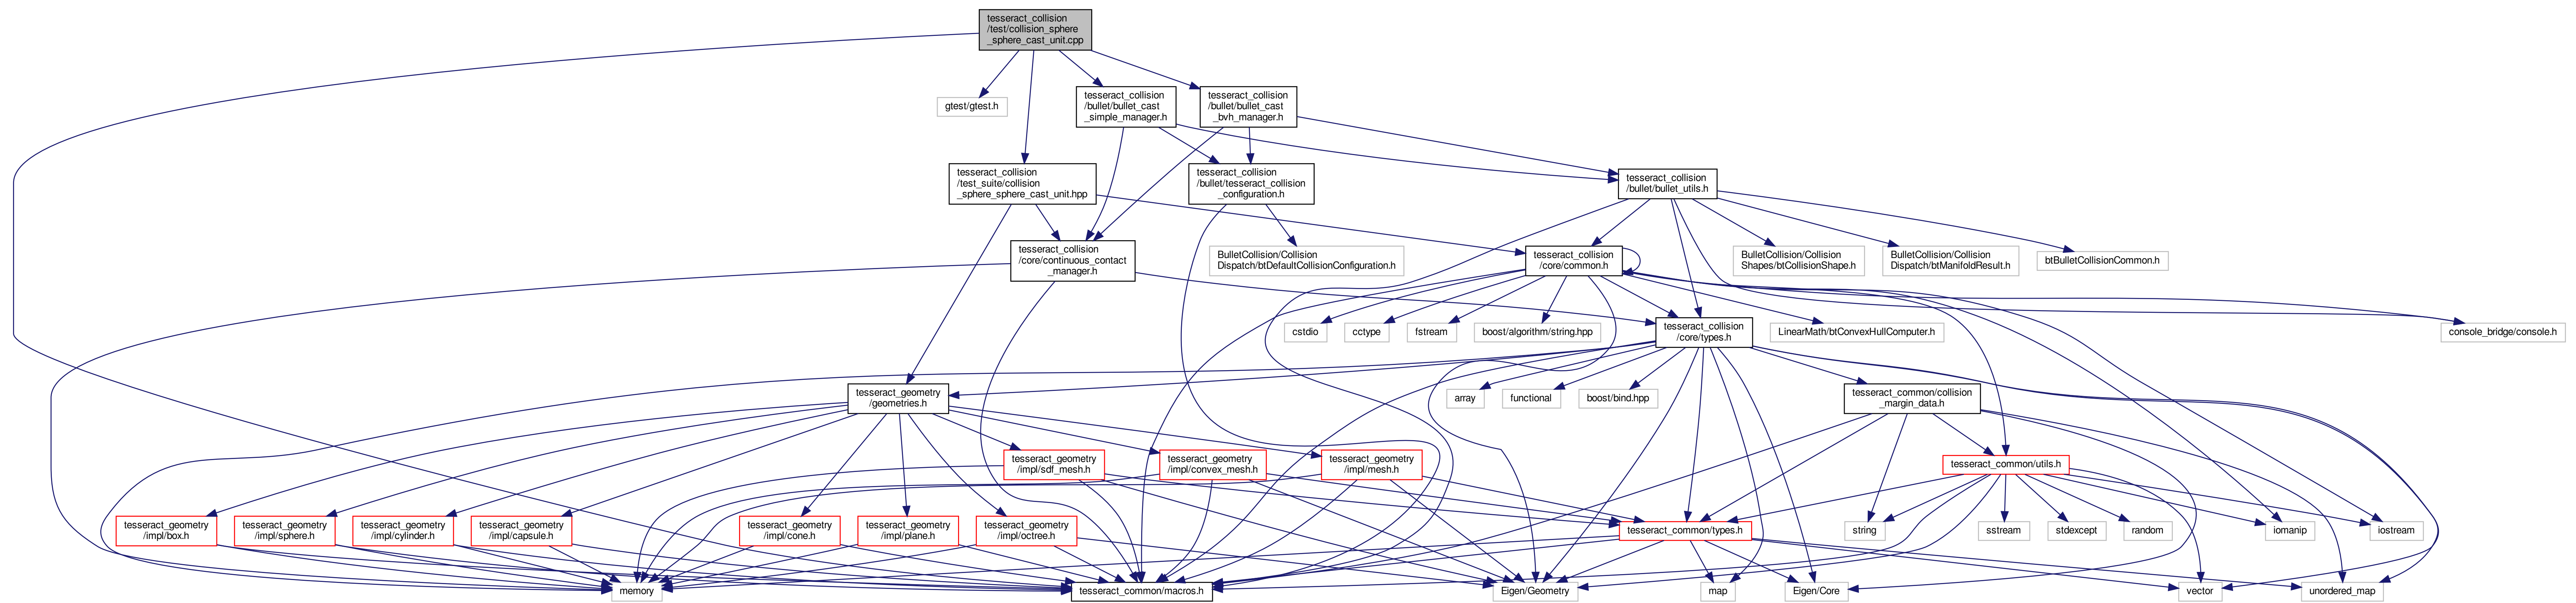 tesseract_collision
/test/collision_sphere
_sphere_cast_unit.cpp
gtest/gtest.h
tesseract_collision
/bullet/bullet_cast
_simple_manager.h
tesseract_collision
/bullet/bullet_cast
_bvh_manager.h
tesseract_collision
/test_suite/collision
_sphere_sphere_cast_unit.hpp
tesseract_collision
/bullet/tesseract_collision
_configuration.h
tesseract_collision
/bullet/bullet_utils.h
tesseract_collision
/core/continuous_contact
_manager.h
BulletCollision/Collision
Dispatch/btDefaultCollisionConfiguration.h
tesseract_collision
/core/common.h
BulletCollision/Collision
Shapes/btCollisionShape.h
BulletCollision/Collision
Dispatch/btManifoldResult.h
btBulletCollisionCommon.h
cstdio
cctype
fstream
boost/algorithm/string.hpp
tesseract_collision
/core/types.h
LinearMath/btConvexHullComputer.h
console_bridge/console.h
tesseract_geometry
/geometries.h
array
functional
boost/bind.hpp
tesseract_common/collision
_margin_data.h
tesseract_geometry
/impl/sdf_mesh.h
tesseract_geometry
/impl/convex_mesh.h
tesseract_geometry
/impl/mesh.h
tesseract_common/utils.h
tesseract_geometry
/impl/box.h
tesseract_geometry
/impl/sphere.h
tesseract_geometry
/impl/cylinder.h
tesseract_geometry
/impl/capsule.h
tesseract_geometry
/impl/cone.h
tesseract_geometry
/impl/plane.h
tesseract_geometry
/impl/octree.h
tesseract_common/types.h
string
sstream
stdexcept
random
iomanip
iostream
memory
tesseract_common/macros.h
Eigen/Geometry
map
Eigen/Core
vector
unordered_map